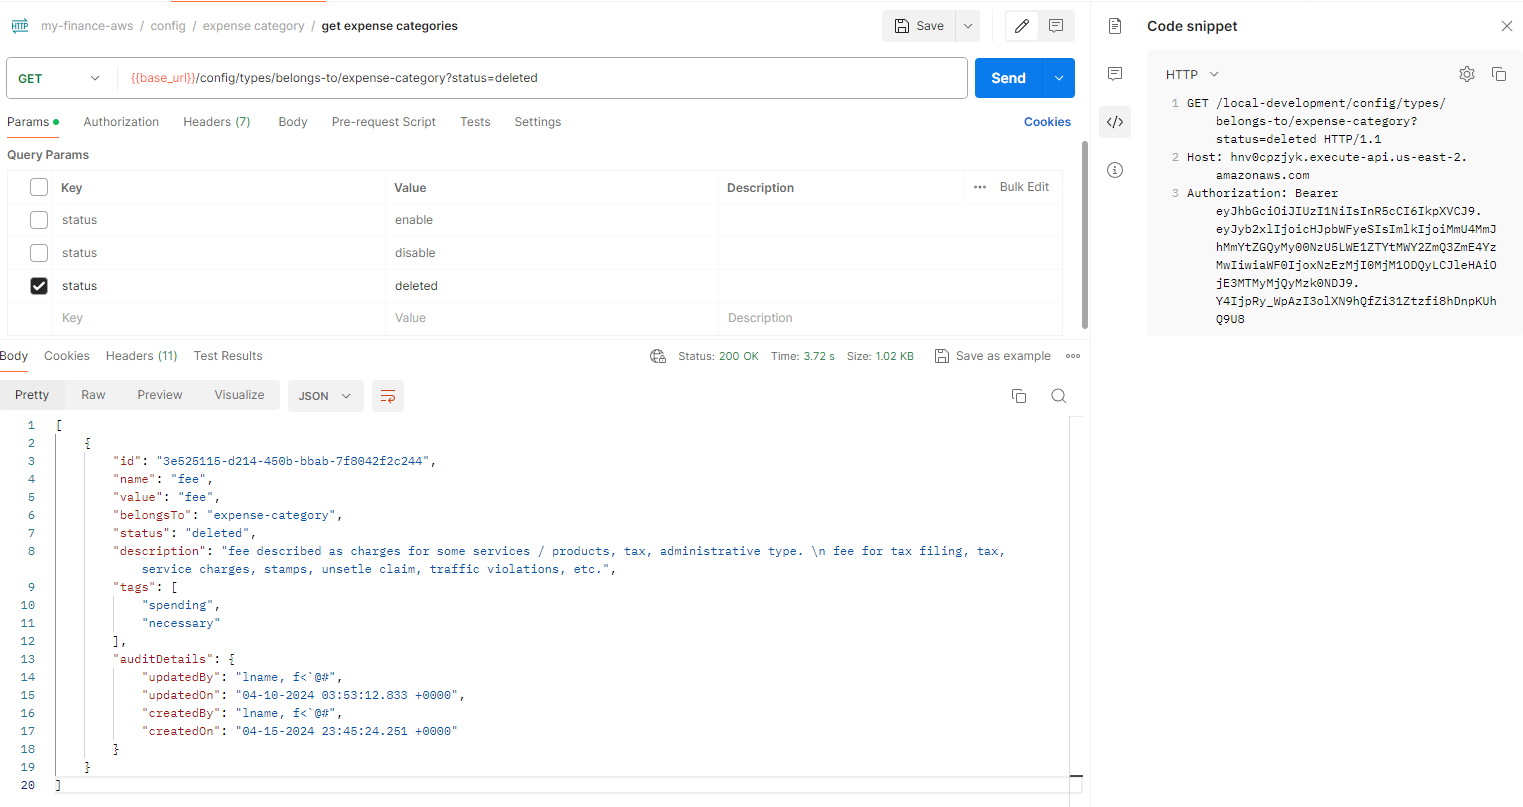 HTTP my-finance-aws / config / expense category / get expense categories
Save
GET {{base_url}}/config/types/belongs-to/expense-category?status=deleted
Send
Params Authorization Headers (7) Body Pre-request Script Tests Settings Cookies
Query Params
Key Value Description Bulk Edit
status enable
status disable
status deleted
Key Value Description
Body Cookies Headers (11) Test Results Status: 200 OK Time: 3.72 s Size: 1.02 KB Save as example
Pretty Raw Preview Visualize JSON
1 [
2 {
3 "id": "3e525115-d214-450b-bbab-7f8042f2c244",
4 "name": "fee",
5 "value": "fee",
6 "belongsTo": "expense-category",
7 "status": "deleted",
8 "description": "fee described as charges for some services / products, tax, administrative type. \n fee for tax filing, tax,
service charges, stamps, unsetle claim, traffic violations, etc.",
9 "tags": [
10 "spending",
11 "necessary"
12 ],
13 "auditDetails": {
14 "updatedBy": "lname, f<`@#",
15 "updatedOn": "04-10-2024 03:53:12.833 +0000",
16 "createdBy": "lname, f<`@#",
17 "createdOn": "04-15-2024 23:45:24.251 +0000"
18 }
19 }
20 ]
Code snippet
HTTP
1 GET /local-development/config/types/
belongs-to/expense-category?
status=deleted HTTP/1.1
2 Host: hnv0cpzjyk.execute-api.us-east-2.
amazonaws.com
3 Authorization: Bearer
eyJhbGciOiJIUzI1NiIsInR5cCI6IkpXVCJ9.
eyJyb2xlIjoicHJpbWFyeSIsImlkIjoiMmU4MmJ
hMmYtZGQyMy00NzU5LWE1ZTYtMWY2ZmQ3ZmE4Yz
MwIiwiaWF0IjoxNzEzMjI0MjM1ODQyLCJleHAiO
jE3MTMyMjQyMzk0NDJ9.
Y4IjpRy_WpAzI3olXN9hQfZi31Ztzfi8hDnpKUh
Q9U8